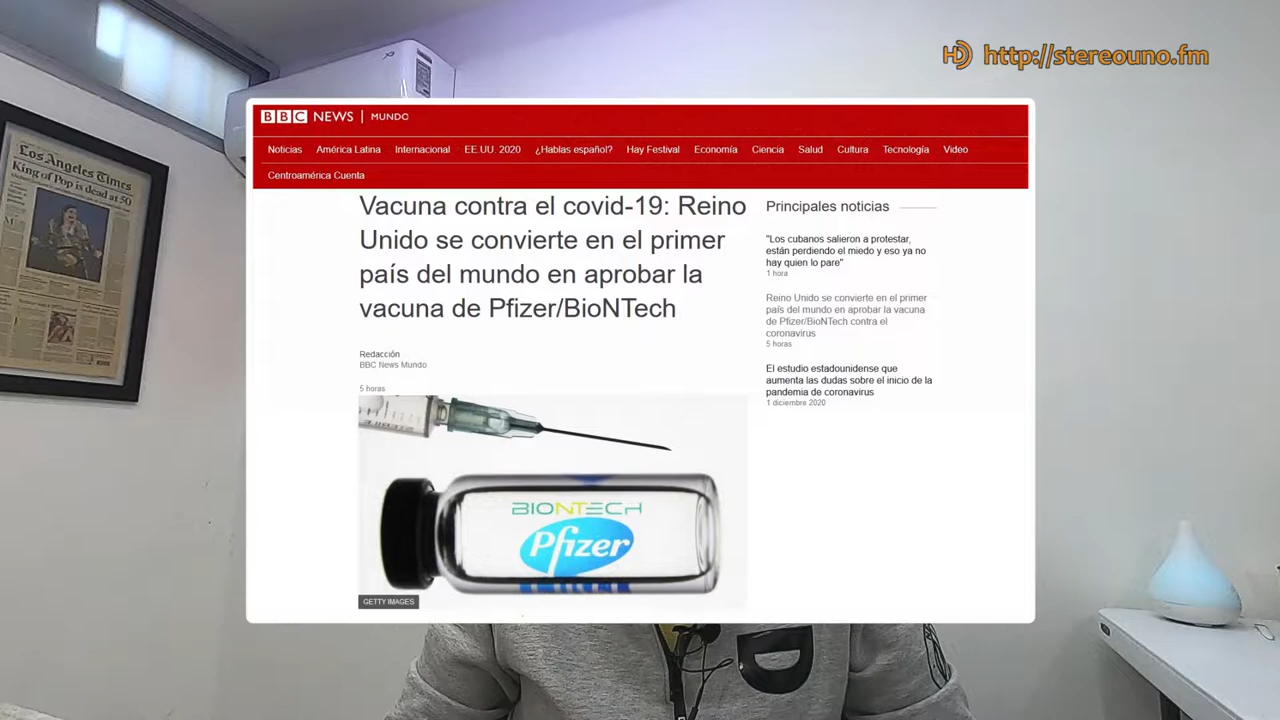 http://stereouno.fm
Los Angeles Times
King of Pop is dead at 50
BBC NEWS | MUNDO
Noticias América Latina Internacional EE.UU. 2020 ¿Hablas español? Hay Festival Economía Ciencia Salud Cultura Tecnología Video
Centroamérica Cuenta
Vacuna contra el covid-19: Reino
Unido se convierte en el primer
país del mundo en aprobar la
vacuna de Pfizer/BioNTech
Redacción
BBC News Mundo
5 horas
BIONTECH
Pfizer
GETTY IMAGES
Principales noticias
"Los cubanos salieron a protestar,
están perdiendo el miedo y eso ya no
hay quien lo pare"
1 hora
Reino Unido se convierte en el primer
país del mundo en aprobar la vacuna
de Pfizer/BioNTech contra el
coronavirus
5 horas
El estudio estadounidense que
aumenta las dudas sobre el inicio de la
pandemia de coronavirus
1 diciembre 2020
D